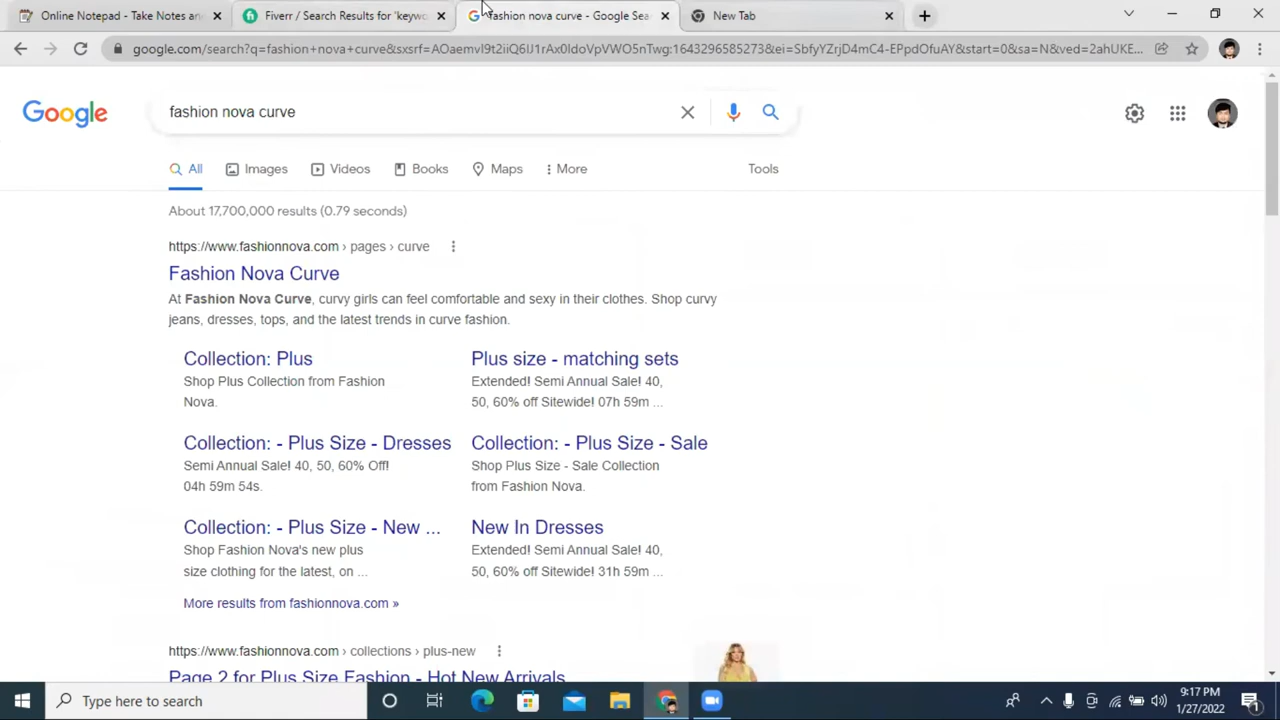 Online Notepad - Take Notes and
Fiverr / Search Results for 'keywo
fashion nova curve - Google Sea
New Tab
google.com/search?q=fashion+nova+curve&sxsrf=AOaemvI9t2iiQ6IJ1rAx0ldoVpVWO5nTwg:1643296585273&ei=SbfyYZrjD4mC4-EPpdOfuAY&start=0&sa=N&ved=2ahUKE...
Google
fashion nova curve
All
Images
Videos
Books
Maps
More
Tools
About 17,700,000 results (0.79 seconds)
https://www.fashionnova.com › pages › curve
Fashion Nova Curve
At Fashion Nova Curve, curvy girls can feel comfortable and sexy in their clothes. Shop curvy
jeans, dresses, tops, and the latest trends in curve fashion.
Collection: Plus
Shop Plus Collection from Fashion
Nova.
Plus size - matching sets
Extended! Semi Annual Sale! 40,
50, 60% off Sitewide! 07h 59m ...
Collection: - Plus Size - Dresses
Semi Annual Sale! 40, 50, 60% Off!
04h 59m 54s.
Collection: - Plus Size - Sale
Shop Plus Size - Sale Collection
from Fashion Nova.
Collection: - Plus Size - New ...
Shop Fashion Nova's new plus
size clothing for the latest, on ...
New In Dresses
Extended! Semi Annual Sale! 40,
50, 60% off Sitewide! 31h 59m ...
More results from fashionnova.com »
https://www.fashionnova.com › collections › plus-new
Page 2 for Plus Size Fashion - Hot New Arrivals
Type here to search
9:17 PM
1/27/2022
1